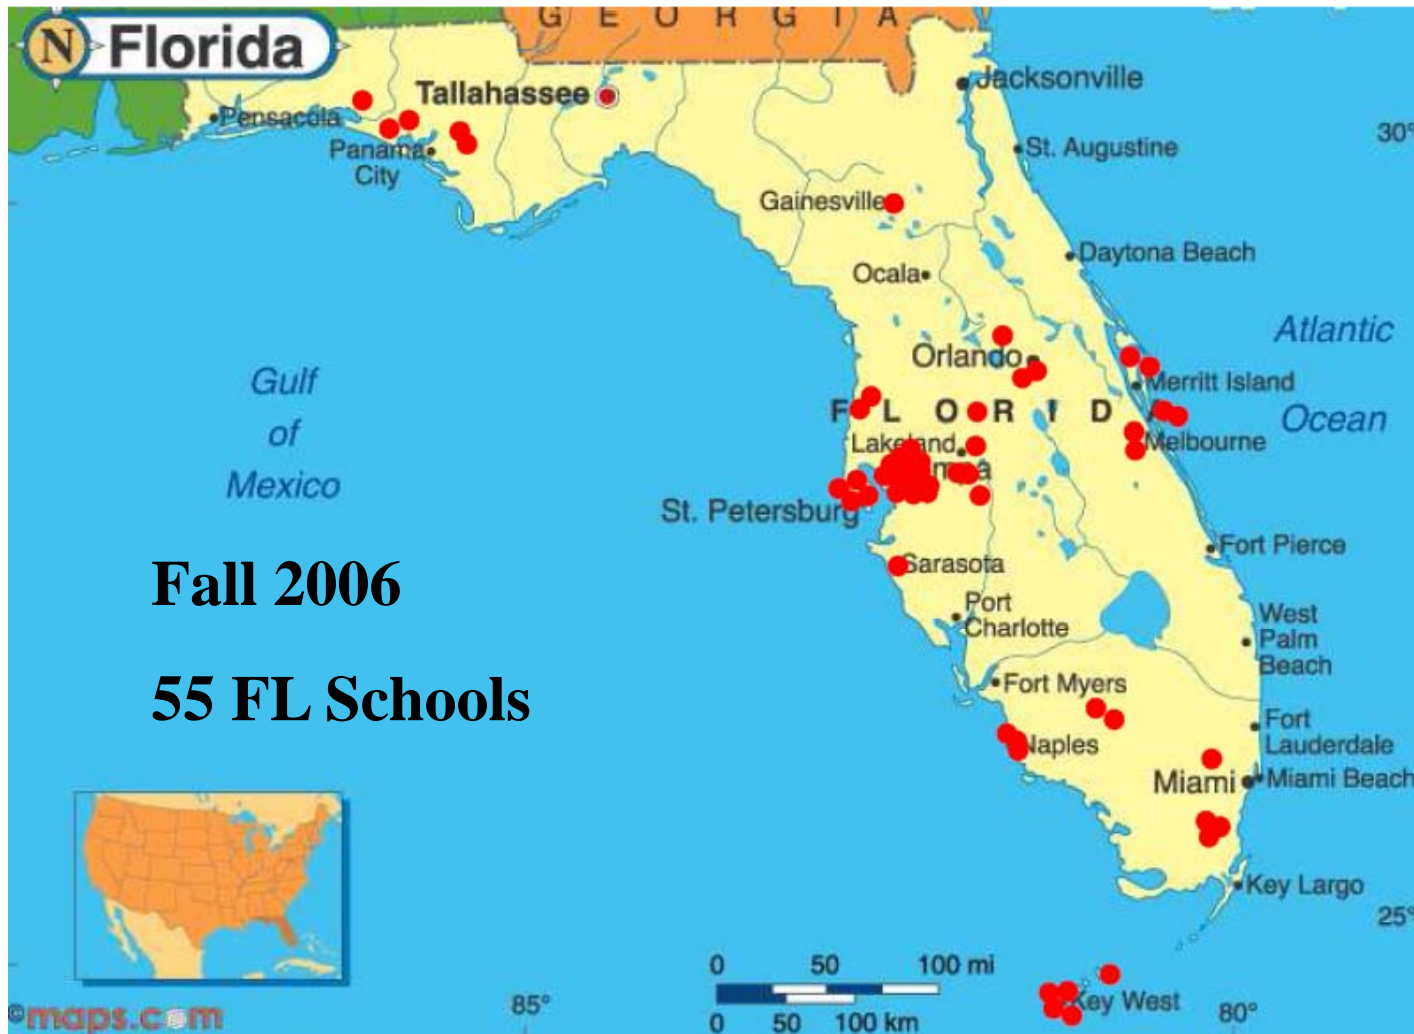 GEORGIA
N Florida
Tallahassee
Jacksonville
Pensacola
Panama
City
30°
St. Augustine
Gainesville
Daytona Beach
Ocala
Atlantic
Ocean
Orlando
Merritt Island
Gulf
of
Mexico
FLORID
Lakeland
Melbourne
St. Petersburg
Fort Pierce
Sarasota
Fall 2006
Port
Charlotte
West
Palm
Beach
55 FL Schools
Fort Myers
Fort
Lauderdale
Naples
Miami
Miami Beach
Key Largo
25°
0 50 100 mi
0 50 100 km
Key West
85°
80°
©maps.com